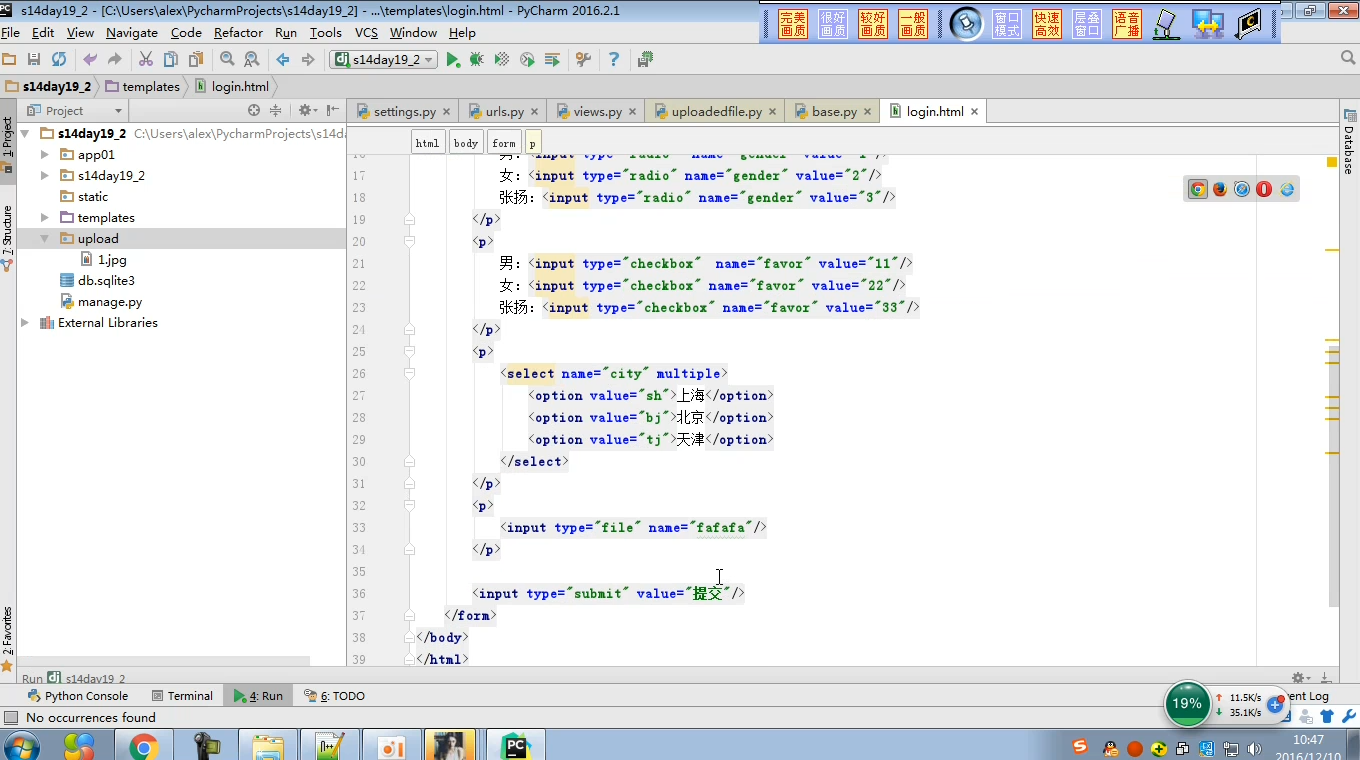 s14day19_2 - [C:\Users\alex\PycharmProjects\s14day19_2] - ...\templates\login.html - PyCharm 2016.2.1
完美画质 很好画质 较好画质 一般画质 窗口模式 快速高效 层叠窗口 语音广播
File Edit View Navigate Code Refactor Run Tools VCS Window Help
s14day19_2
s14day19_2 templates login.html
Project
settings.py urls.py views.py uploadedfile.py base.py login.html
html body form p
1: Project
7: Structure
2: Favorites
Database
s14day19_2 C:\Users\alex\PycharmProjects\s14da
app01
s14day19_2
static
templates
upload
1.jpg
db.sqlite3
manage.py
External Libraries
男: <input type="radio" name="gender" value="1"/>
17 女: <input type="radio" name="gender" value="2"/>
18 张扬: <input type="radio" name="gender" value="3"/>
19 </p>
20 <p>
21 男: <input type="checkbox" name="favor" value="11"/>
22 女: <input type="checkbox" name="favor" value="22"/>
23 张扬: <input type="checkbox" name="favor" value="33"/>
24 </p>
25 <p>
26 <select name="city" multiple>
27 <option value="sh">上海</option>
28 <option value="bj">北京</option>
29 <option value="tj">天津</option>
30 </select>
31 </p>
32 <p>
33 <input type="file" name="fafafa"/>
34 </p>
35
36 <input type="submit" value="提交"/>
37 </form>
38 </body>
39 </html>
Run s14day19_2
Python Console Terminal 4: Run 6: TODO
19% 11.5K/s
35.1K/s
ent Log
No occurrences found
10:47
2016/12/10